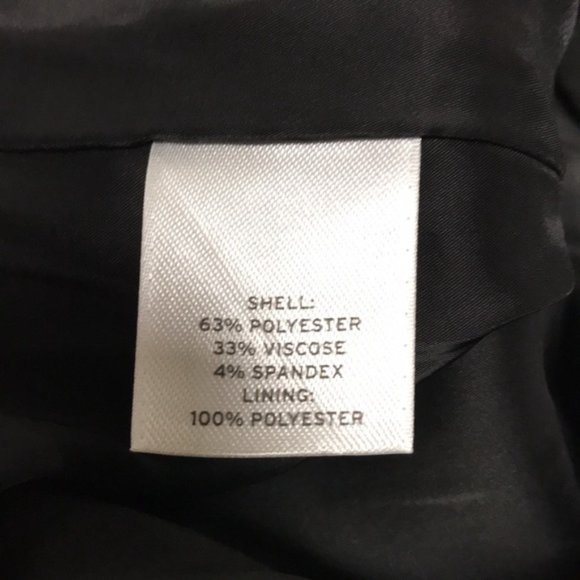 SHELL:
63% POLYESTER
33% VISCOSE
4% SPANDEX
LINING:
100% POLYESTER